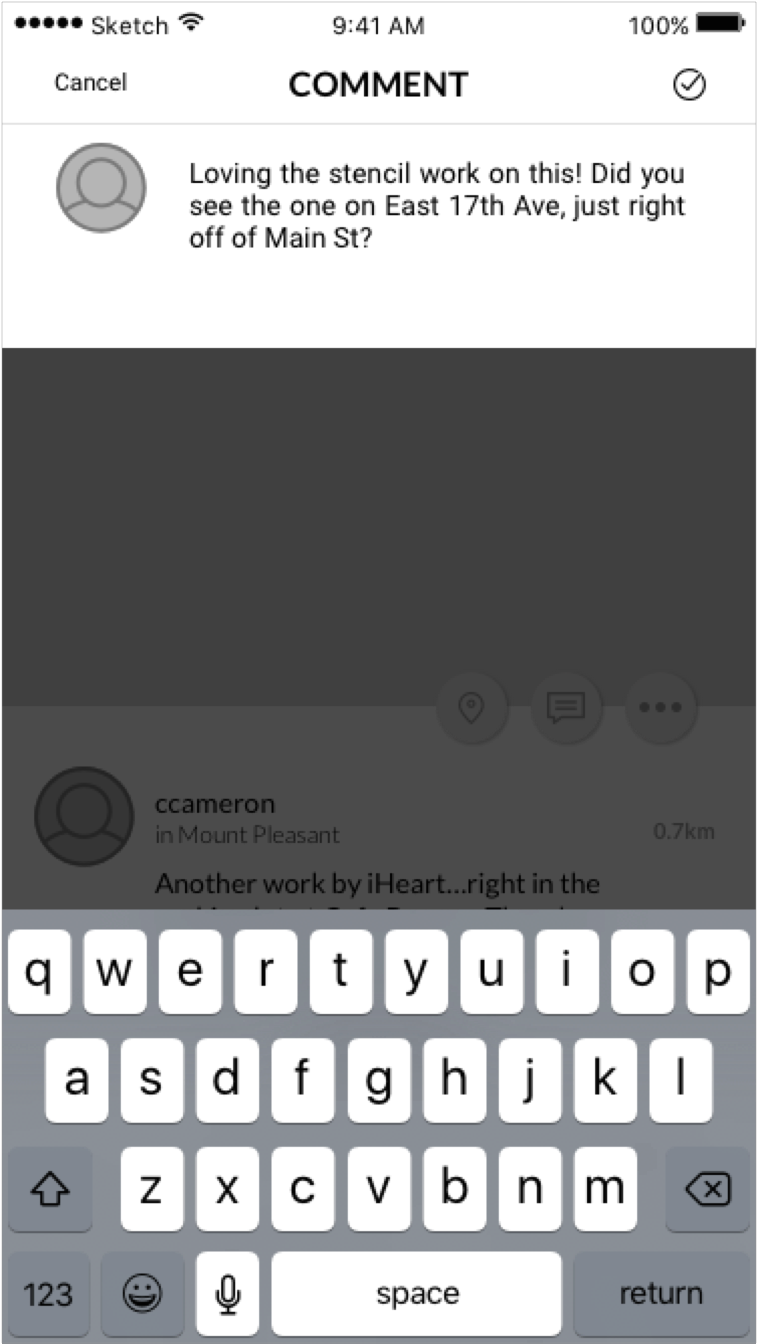 Sketch 9:41 AM 100%
Cancel COMMENT
Loving the stencil work on this! Did you
see the one on East 17th Ave, just right
off of Main St?
ccameron
in Mount Pleasant 0.7km
Another work by iHeart...right in the
q w e r t y u i o p
a s d f g h j k l
z x c v b n m
123 space return